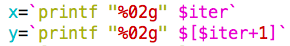 x=`printf "%02g" $iter`
y=`printf "%02g" $[$iter+1]`